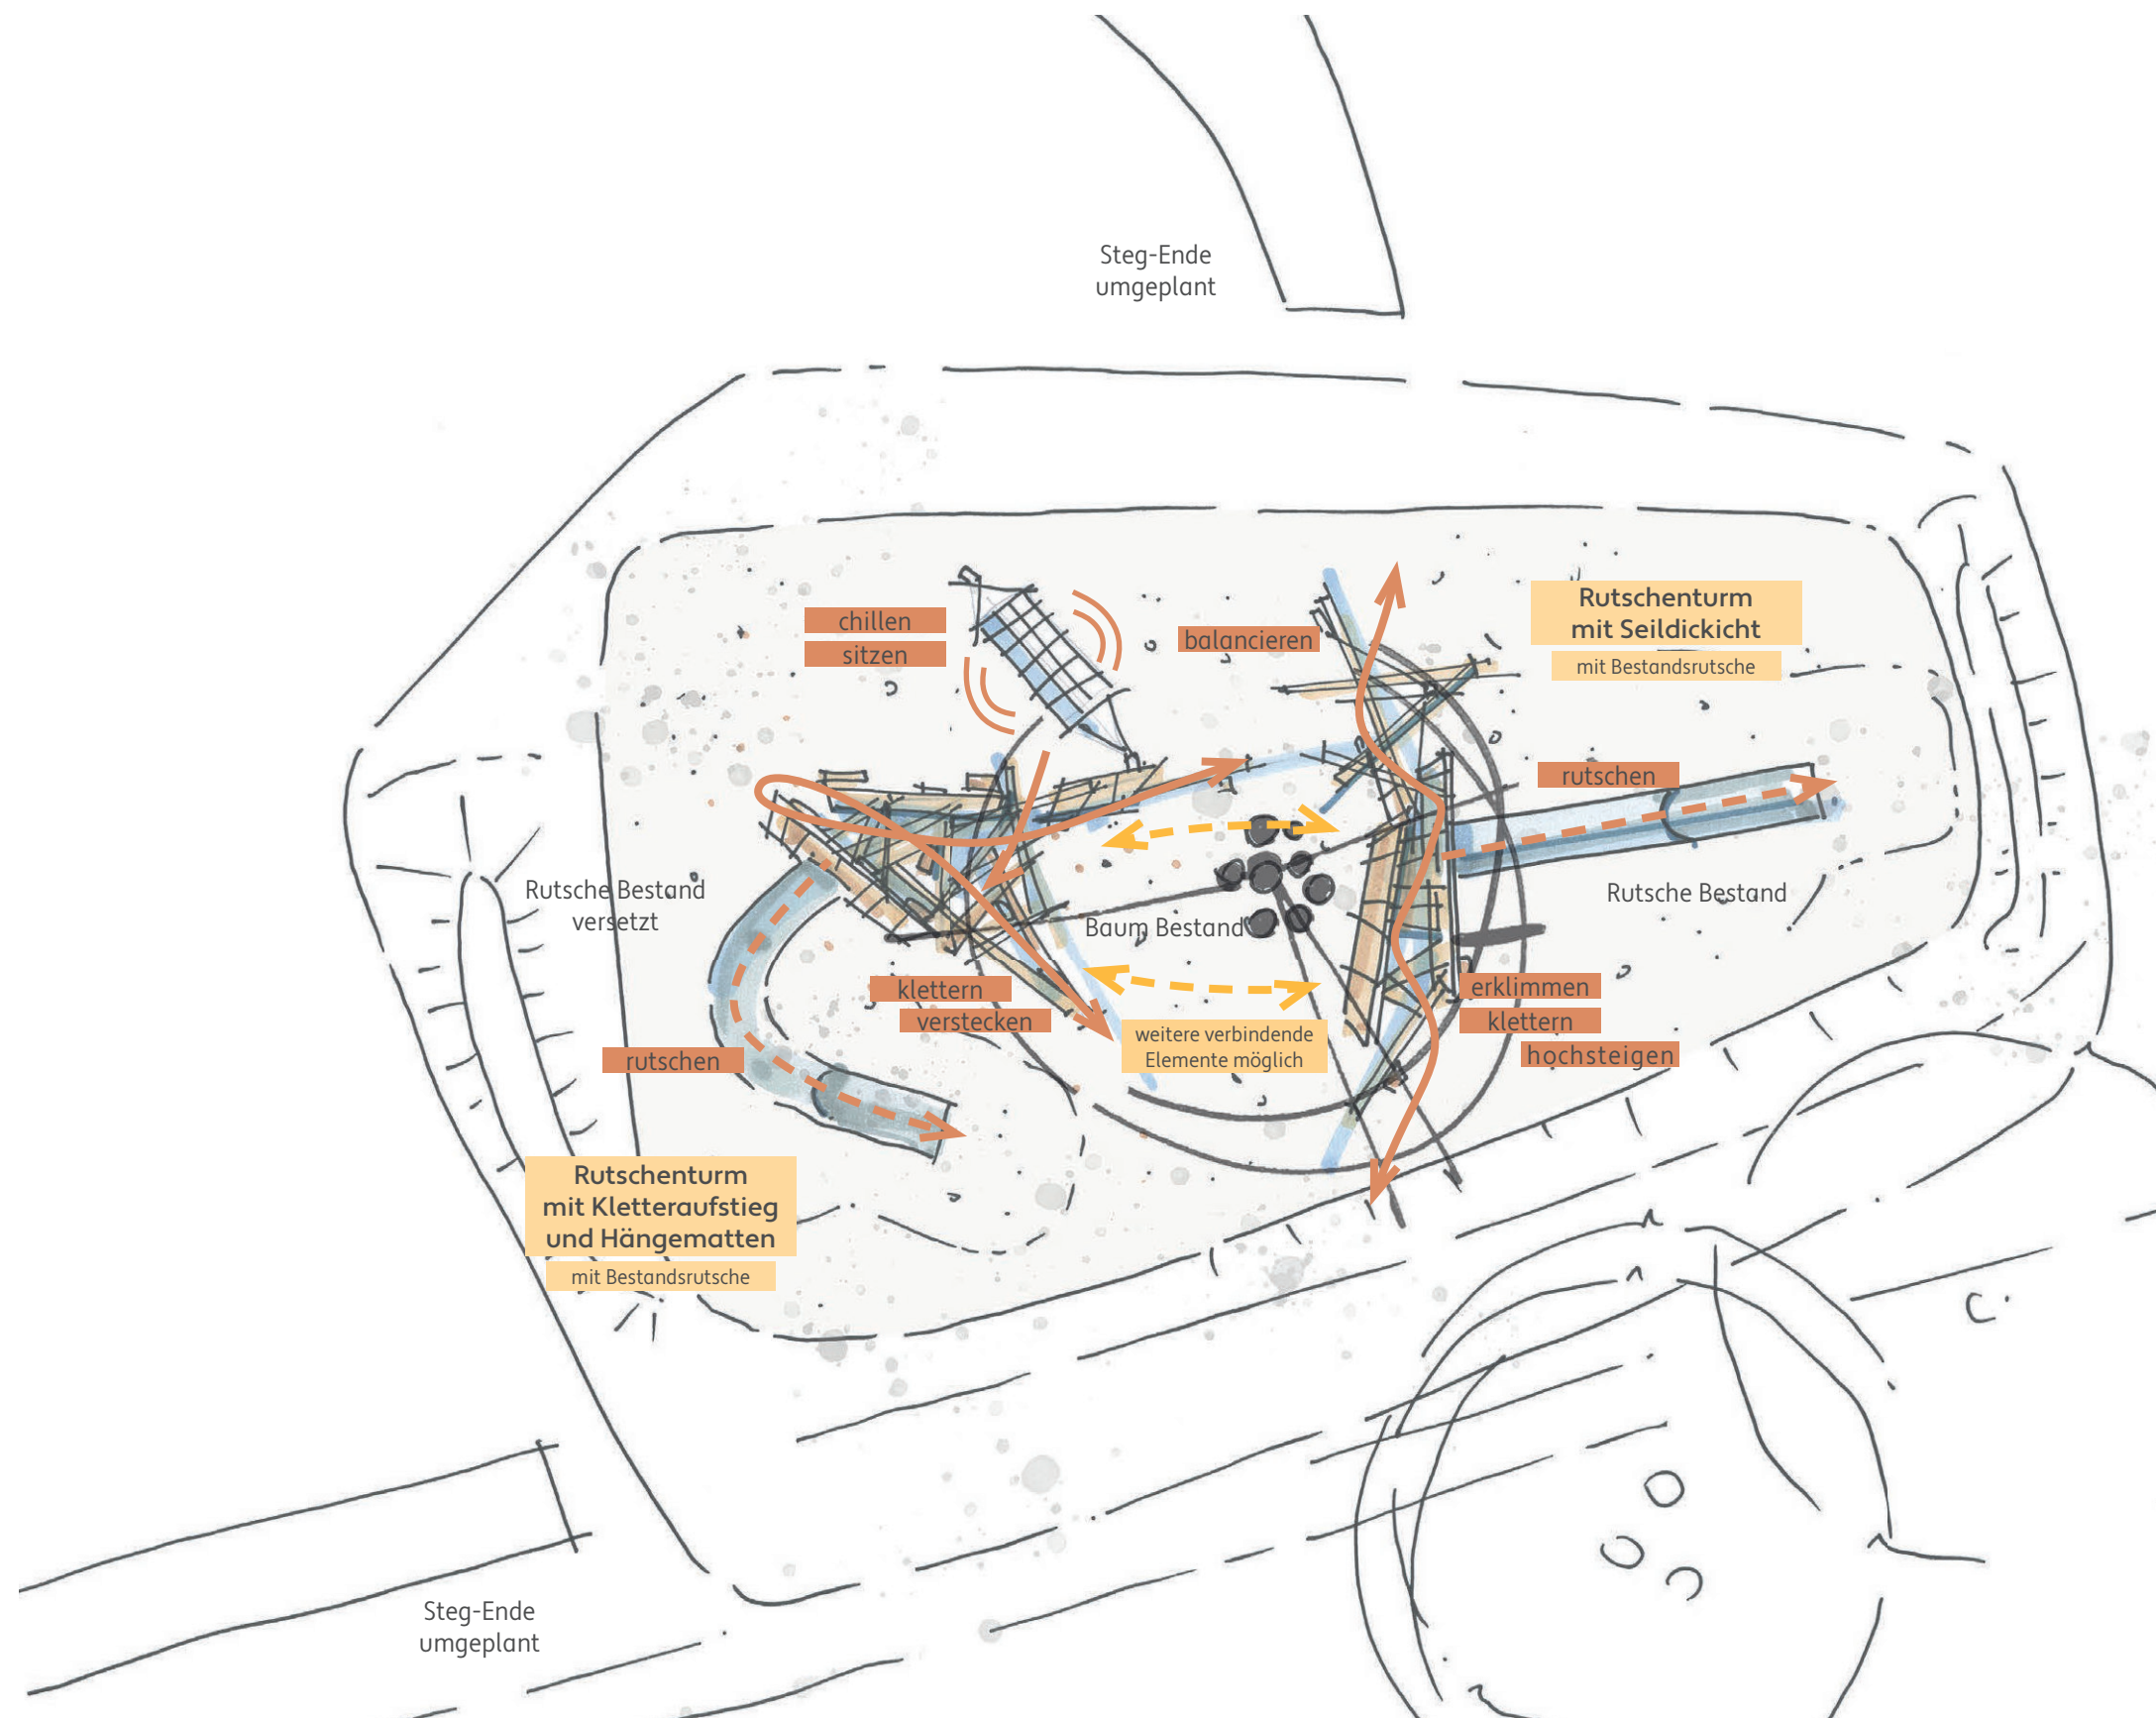 Steg-Ende
umgeplant
chillen
sitzen
balancieren
Rutschenturm
mit Seildickicht
mit Bestandsrutsche
rutschen
Rutsche Bestand
versetzt
Rutsche Bestand
Baum Bestand
klettern
verstecken
erklimmen
klettern
hochsteigen
weitere verbindende
Elemente möglich
rutschen
Rutschenturm
mit Kletteraufstieg
und Hängematten
mit Bestandsrutsche
Steg-Ende
umgeplant